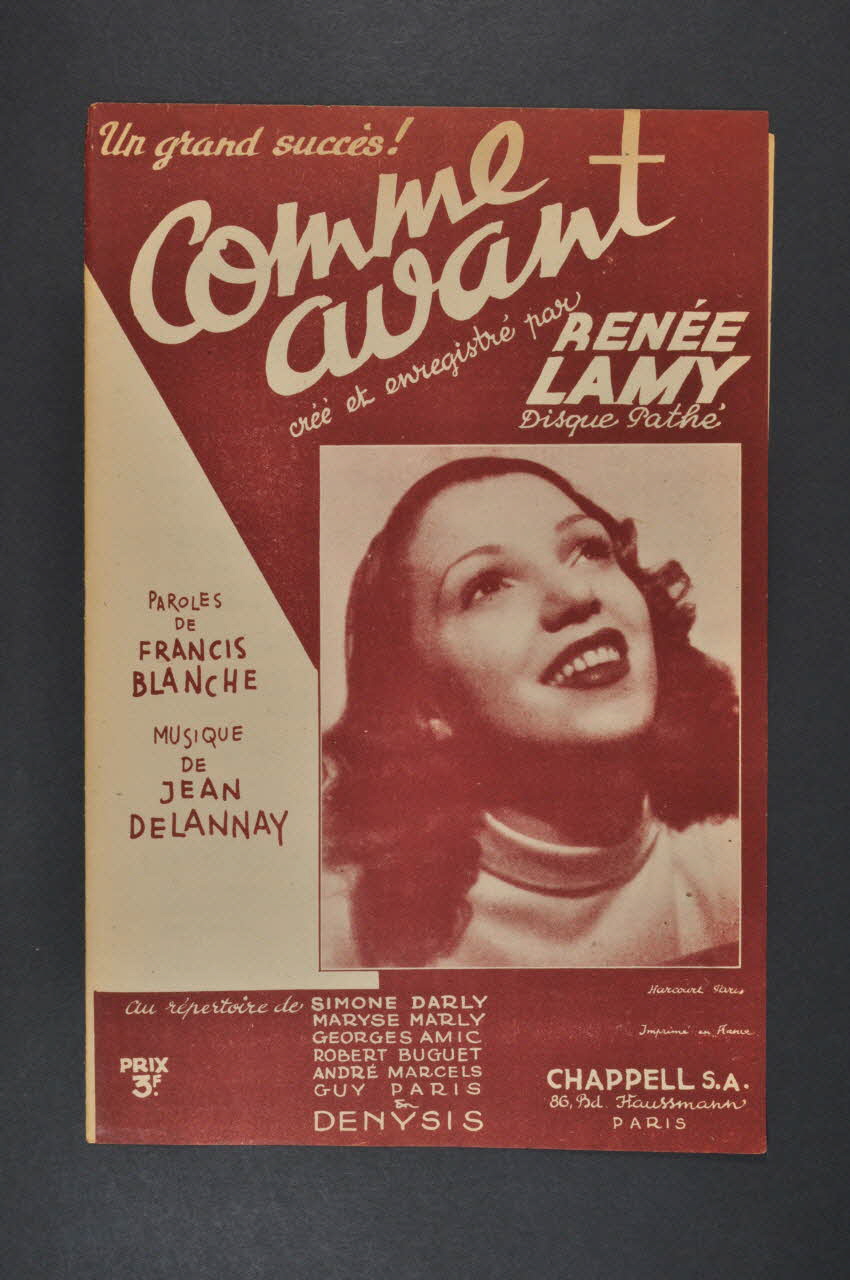 Un grand succès!
Comme
avant
créé et enregistré par
RENÉE
LAMY
Disque Pathé
PAROLES
DE
FRANCIS
BLANCHE
MUSIQUE
DE
JEAN
DELANNAY
au répertoire de SIMONE DARLY
MARYSE MARLY
GEORGES AMIC
ROBERT BUGUET
ANDRÉ MARCELS
GUY PARIS
DENYSIS
PRIX
3F.
Harcourt Paris
Imprimé en France
CHAPPELL S.A.
86, Bd. Haussmann
PARIS